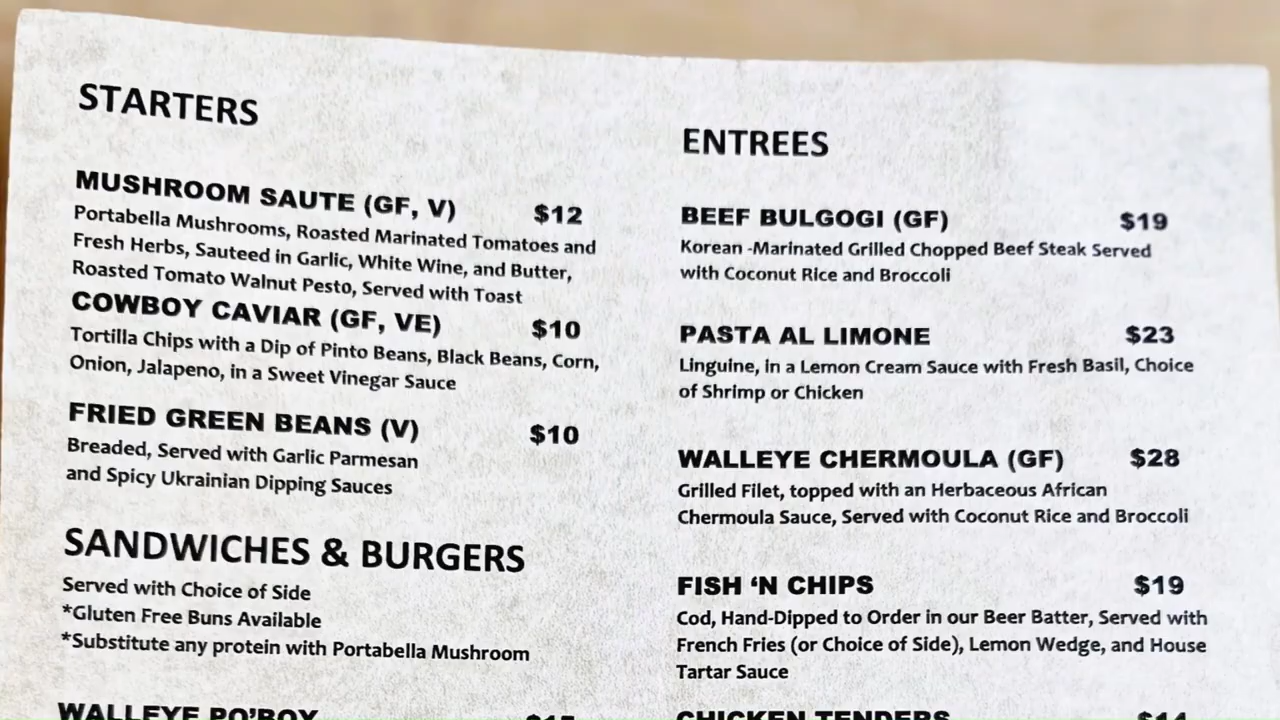 STARTERS
MUSHROOM SAUTE (GF, V) $12
Portabella Mushrooms, Roasted Marinated Tomatoes and
Fresh Herbs, Sauteed in Garlic, White Wine, and Butter,
Roasted Tomato Walnut Pesto, Served with Toast
COWBOY CAVIAR (GF, VE) $10
Tortilla Chips with a Dip of Pinto Beans, Black Beans, Corn,
Onion, Jalapeno, in a Sweet Vinegar Sauce
FRIED GREEN BEANS (V) $10
Breaded, Served with Garlic Parmesan
and Spicy Ukrainian Dipping Sauces
SANDWICHES & BURGERS
Served with Choice of Side
*Gluten Free Buns Available
*Substitute any protein with Portabella Mushroom
WALLEYE PO'BOY
ENTREES
BEEF BULGOGI (GF) $19
Korean -Marinated Grilled Chopped Beef Steak Served
with Coconut Rice and Broccoli
PASTA AL LIMONE $23
Linguine, in a Lemon Cream Sauce with Fresh Basil, Choice
of Shrimp or Chicken
WALLEYE CHERMOULA (GF) $28
Grilled Filet, topped with an Herbaceous African
Chermoula Sauce, Served with Coconut Rice and Broccoli
FISH ‘N CHIPS $19
Cod, Hand-Dipped to Order in our Beer Batter, Served with
French Fries (or Choice of Side), Lemon Wedge, and House
Tartar Sauce
CHICKEN TENDERS $14